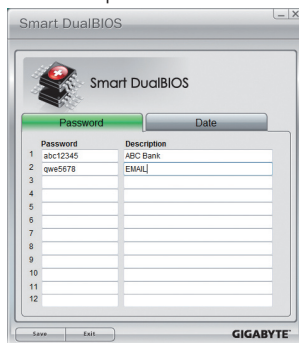 Smart DualBIOS
Smart DualBIOS
Password Date
Password Description
1 abc12345 ABC Bank
2 qwe5678 EMAIL
3
4
5
6
7
8
9
10
11
12
Save Exit GIGABYTE